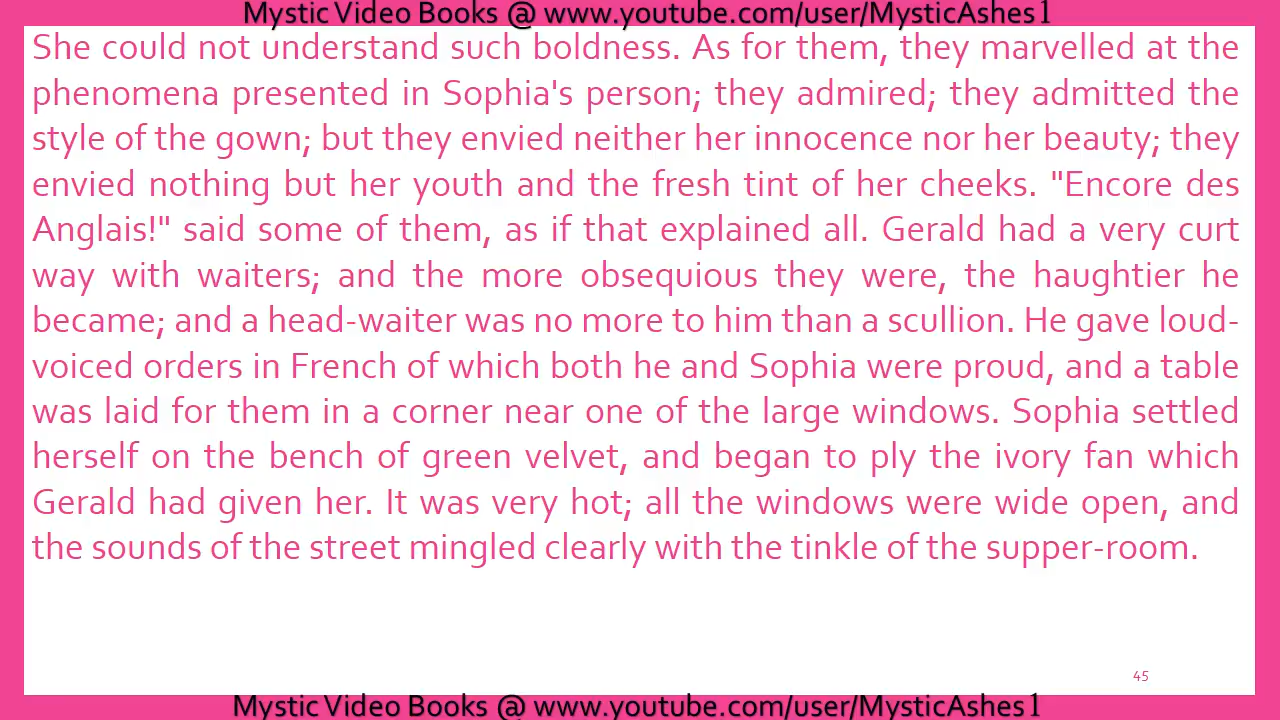 Mystic Video Books @ www.youtube.com/user/MysticAshes1
She could not understand such boldness. As for them, they marvelled at the
phenomena presented in Sophia's person; they admired; they admitted the
style of the gown; but they envied neither her innocence nor her beauty; they
envied nothing but her youth and the fresh tint of her cheeks. "Encore des
Anglais!" said some of them, as if that explained all. Gerald had a very curt
way with waiters; and the more obsequious they were, the haughtier he
became; and a head-waiter was no more to him than a scullion. He gave loud-
voiced orders in French of which both he and Sophia were proud, and a table
was laid for them in a corner near one of the large windows. Sophia settled
herself on the bench of green velvet, and began to ply the ivory fan which
Gerald had given her. It was very hot; all the windows were wide open, and
the sounds of the street mingled clearly with the tinkle of the supper-room.
45
Mystic Video Books @ www.youtube.com/user/MysticAshes1